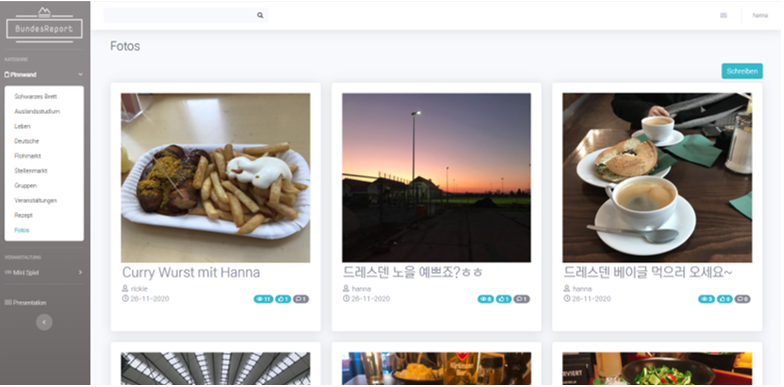 BundesReport
KATEGORIE
Pinnwand
Schwarzes Brett
Auslandsstudium
Leben
Deutsche
Flohmarkt
Stellenmarkt
Gruppen
Veranstaltungen
Rezept
Fotos
VERANSTALTUNG
Mini Spiel
Presentation
hanna
Fotos
Schreiben
Curry Wurst mit Hanna
rickie
26-11-2020
11 1 1
드레스덴 노을 예쁘죠?ㅎㅎ
hanna
26-11-2020
6 1 1
드레스덴 베이글 먹으러 오세요~
hanna
26-11-2020
3 0 0